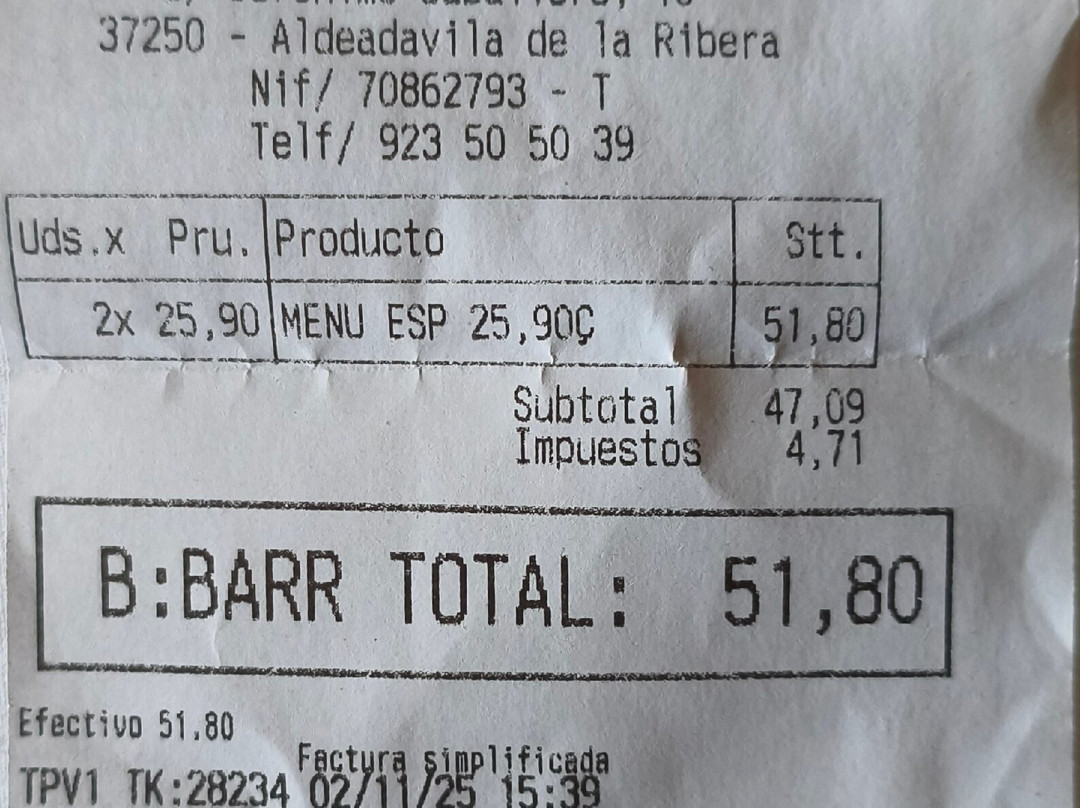 37250 - Aldeadavila de la Ribera
Nif/ 70862793 - T
Telf/ 923 50 50 39
Uds.x Pru. Producto Stt.
2x 25,90 MENU ESP 25,90Ç 51,80
Subtotal 47,09
Impuestos 4,71
B:BARR TOTAL: 51,80
Efectivo 51.80
Factura simplificada
TPV1 TK:28234 02/11/25 15:39